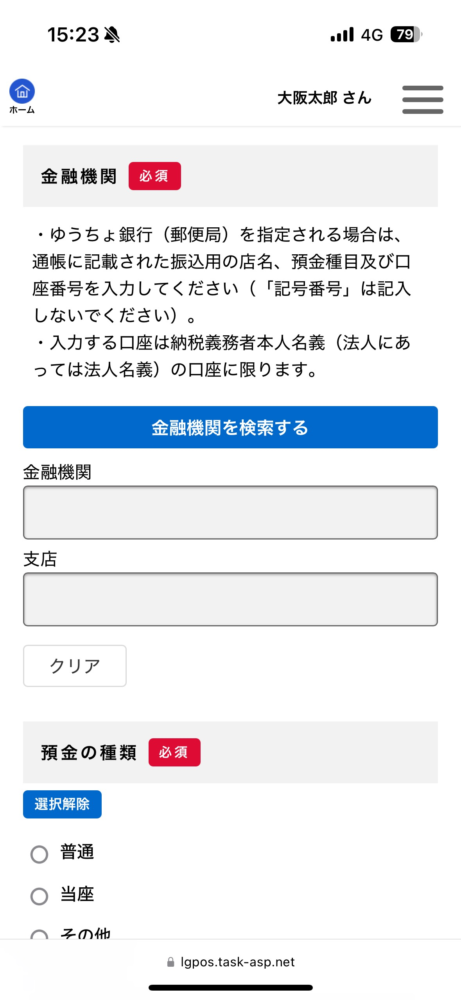 15:23
4G 79
ホーム
大阪太郎 さん
金融機関 必須
・ゆうちょ銀行（郵便局）を指定される場合は、
通帳に記載された振込用の店名、預金種目及び口
座番号を入力してください（「記号番号」は記入
しないでください）。
・入力する口座は納税義務者本人名義（法人にあ
っては法人名義）の口座に限ります。
金融機関を検索する
金融機関
支店
クリア
預金の種類 必須
選択解除
普通
当座
その他
lgpos.task-asp.net